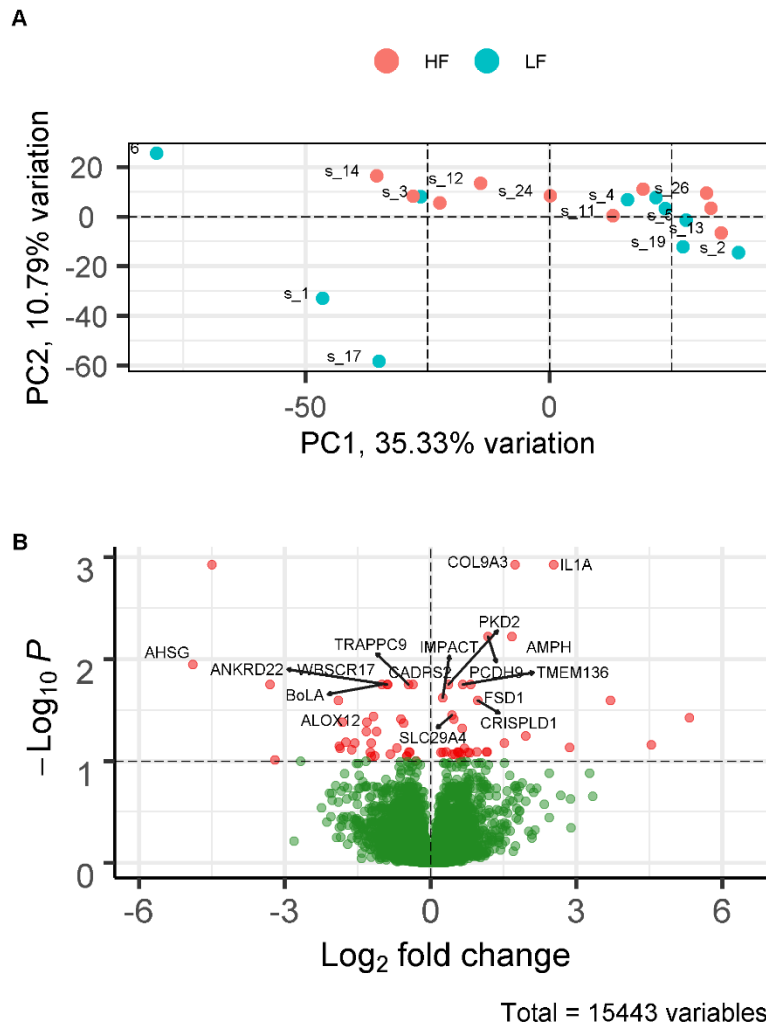 A
HF LF
PC2, 10.79% variation
20
0
-20
-40
-60
6
s_14
s_3
s_12
s_24
s_11
s_4
s_26
s_5
s_13
s_19
s_2
s_1
s_17
-50 0
PC1, 35.33% variation
B
−Log10 P
3
2
1
0
COL9A3 IL1A
PKD2
TRAPPC9 IMPACT AMPH
AHSG
ANKRD22 WBSCR17 CADPS2 PCDH9 TMEM136
BoLA FSD1
ALOX12 CRISPLD1
SLC29A4
-6 -3 0 3 6
Log2 fold change
Total = 15443 variables